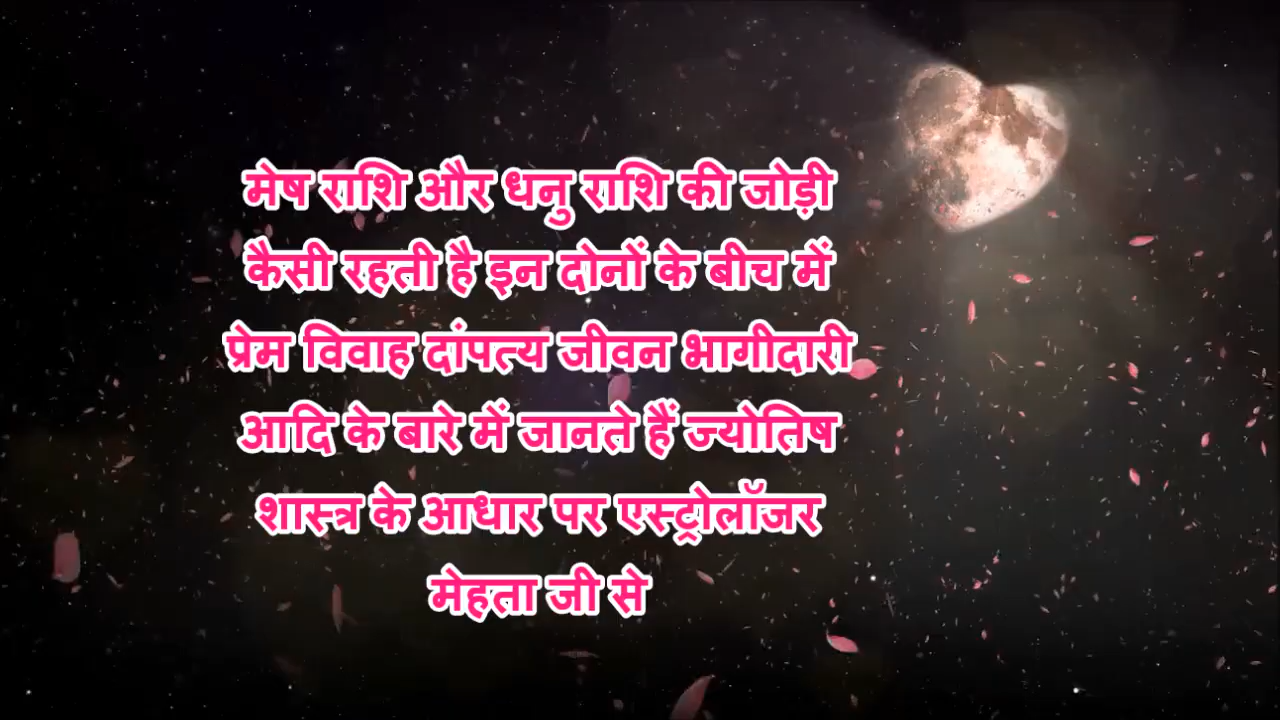 मेष राशि और धनु राशि की जोड़ी
कैसी रहती है इन दोनों के बीच में
प्रेम विवाह दांपत्य जीवन भागीदारी
आदि के बारे में जानते हैं ज्योतिष
शास्त्र के आधार पर एस्ट्रोलॉजर
मेहता जी से